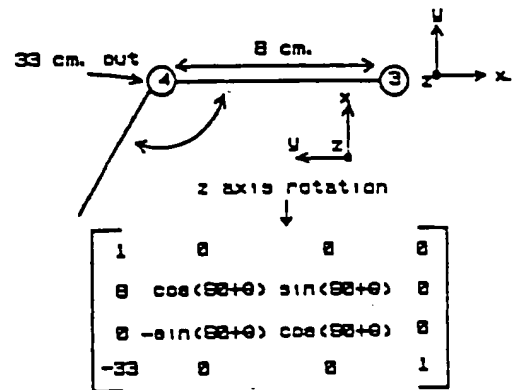 y
8 cm.
33 cm. out
4
3
z
x
x
y
z
z axis rotation
1 0 0 0
8 cos(90+θ) sin(90+θ) 0
0 -sin(90+θ) cos(90+θ) 0
-33 0 0 1